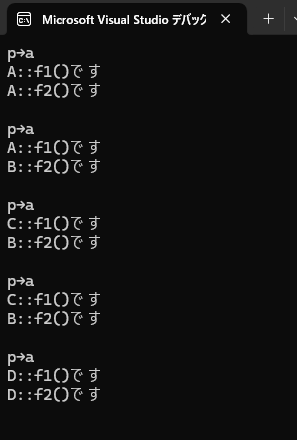 Microsoft Visual Studio デバック
p→a
A::f1()です
A::f2()です
p→a
A::f1()です
B::f2()です
p→a
C::f1()です
B::f2()です
p→a
C::f1()です
B::f2()です
p→a
D::f1()です
D::f2()です